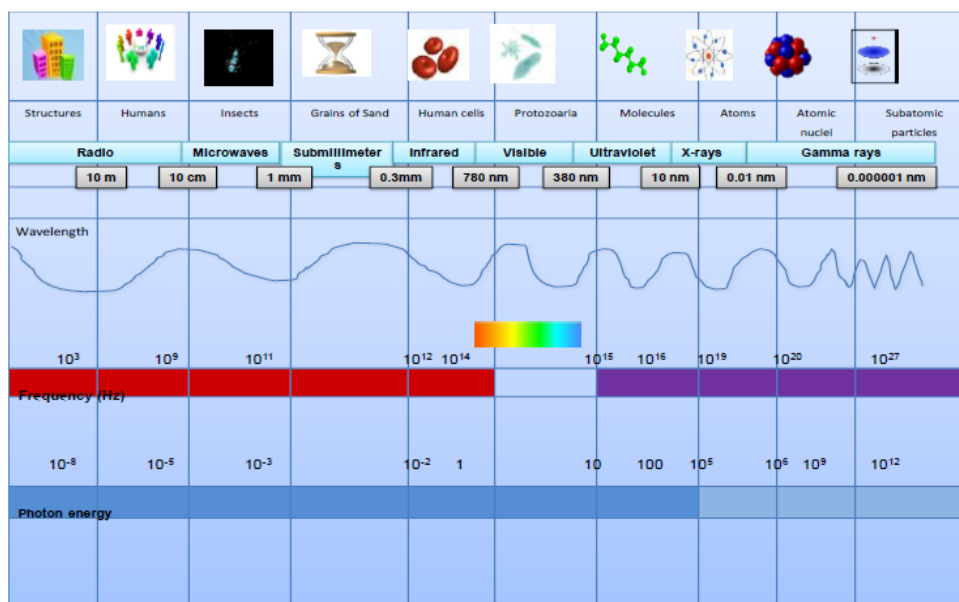 Structures Humans Insects Grains of Sand Human cells Protozoaria Molecules Atoms Atomic nuclei Subatomic particles
Radio Microwaves Submillimeter s Infrared Visible Ultraviolet X-rays Gamma rays
10 m 10 cm 1 mm 0.3mm 780 nm 380 nm 10 nm 0.01 nm 0.000001 nm
Wavelength
10³ 10⁹ 10¹¹ 10¹² 10¹⁴ 10¹⁵ 10¹⁶ 10¹⁹ 10²⁰ 10²⁷
Frequency (Hz)
10⁻⁸ 10⁻⁵ 10⁻³ 10⁻² 1 10 100 10⁵ 10⁶ 10⁹ 10¹²
Photon energy